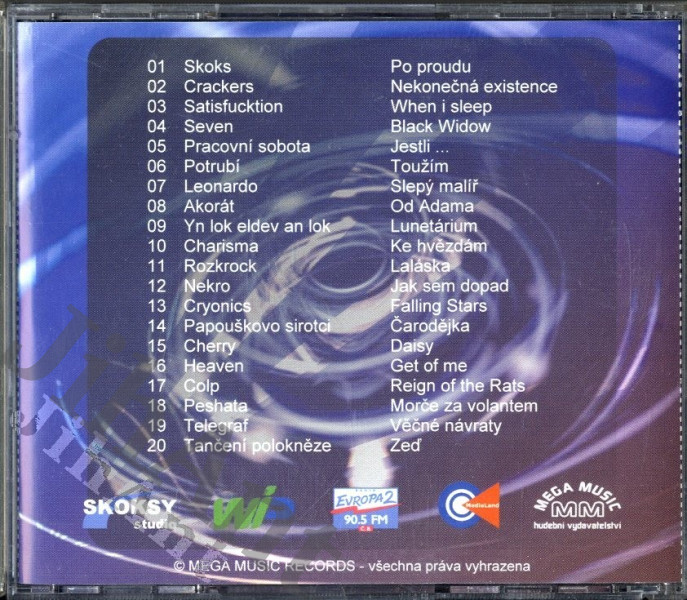 01 Skoks Po proudu
02 Crackers Nekonečná existence
03 Satisfucktion When i sleep
04 Seven Black Widow
05 Pracovní sobota Jestli ...
06 Potrubí Toužím
07 Leonardo Slepý malíř
08 Akorát Od Adama
09 Yn lok eldev an lok Lunetárium
10 Charisma Ke hvězdám
11 Rozkrock Laláska
12 Nekro Jak sem dopad
13 Cryonics Falling Stars
14 Papouškovo sirotci Čarodějka
15 Cherry Daisy
16 Heaven Get of me
17 Colp Reign of the Rats
18 Peshata Morče za volantem
19 Telegraf Věčné návraty
20 Tančení polokněze Zeď
SKOKSY
studio
EVROPA 2
90.5 FM
MediaLand
MEGA MUSIC
MM
hudební vydavatelství
© MEGA MUSIC RECORDS - všechna práva vyhrazena